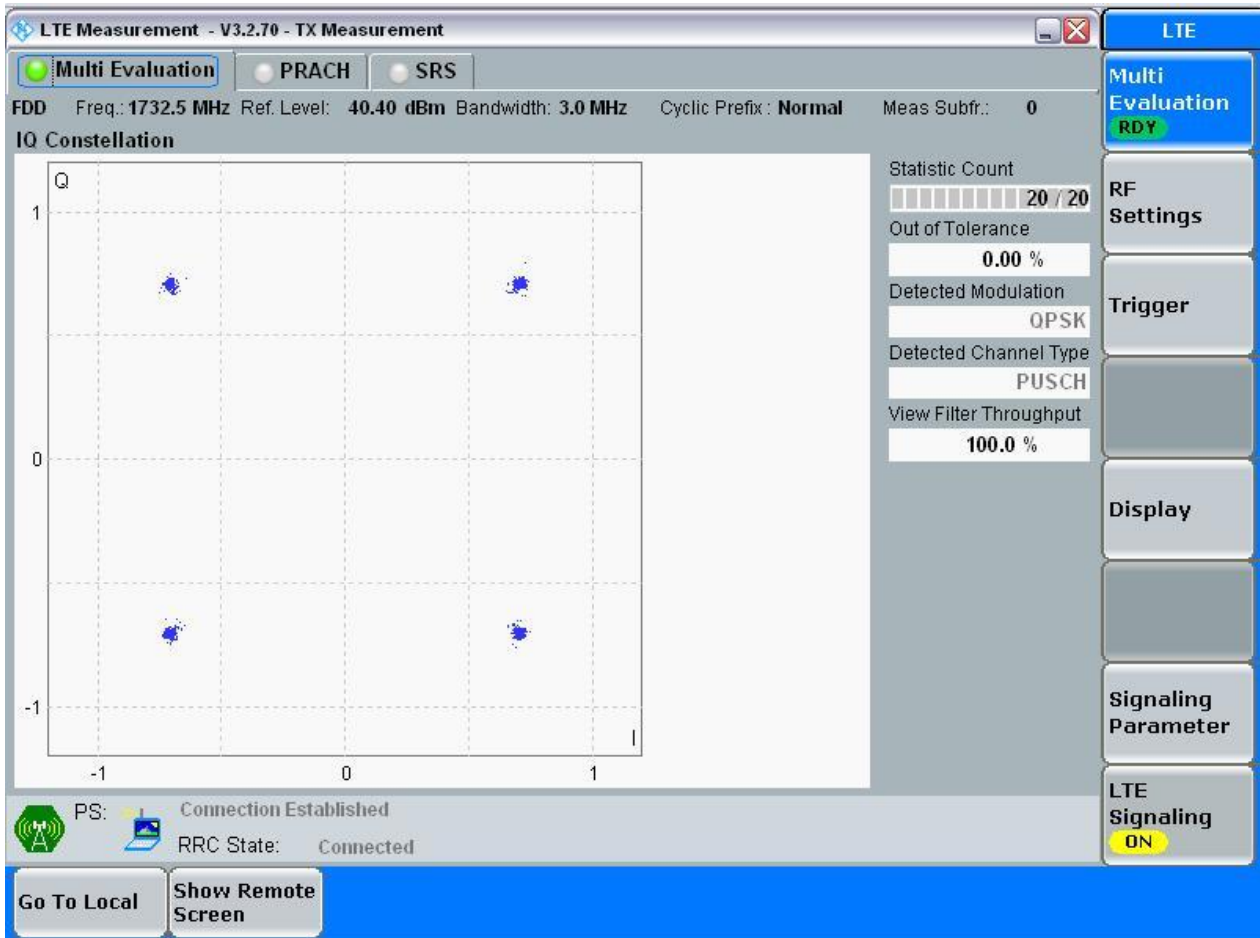 LTE Measurement - V3.2.70 - TX Measurement
LTE
Multi Evaluation PRACH SRS
FDD Freq.: 1732.5 MHz Ref. Level: 40.40 dBm Bandwidth: 3.0 MHz Cyclic Prefix : Normal Meas Subfr.: 0
IQ Constellation
Q
1
0
-1
-1 0 1
I
Statistic Count
20 / 20
Out of Tolerance
0.00 %
Detected Modulation
QPSK
Detected Channel Type
PUSCH
View Filter Throughput
100.0 %
Multi
Evaluation
RDY
RF
Settings
Trigger
Display
Signaling
Parameter
LTE
Signaling
ON
PS: Connection Established
RRC State: Connected
Go To Local
Show Remote
Screen